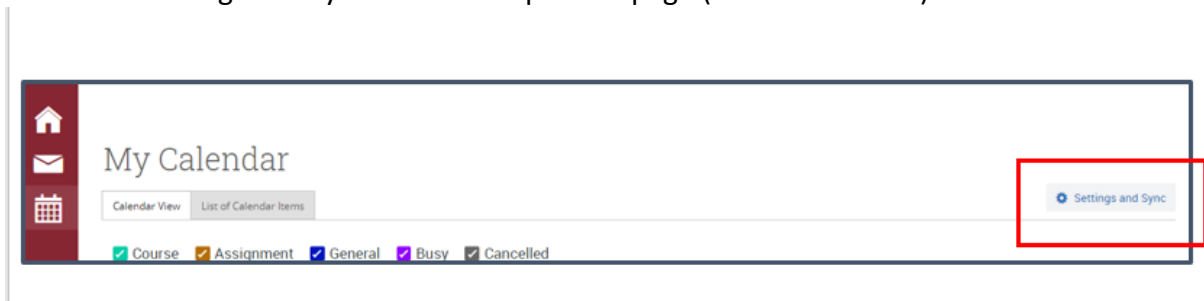 My Calendar
Calendar View List of Calendar Items
Settings and Sync
Course Assignment General Busy Cancelled